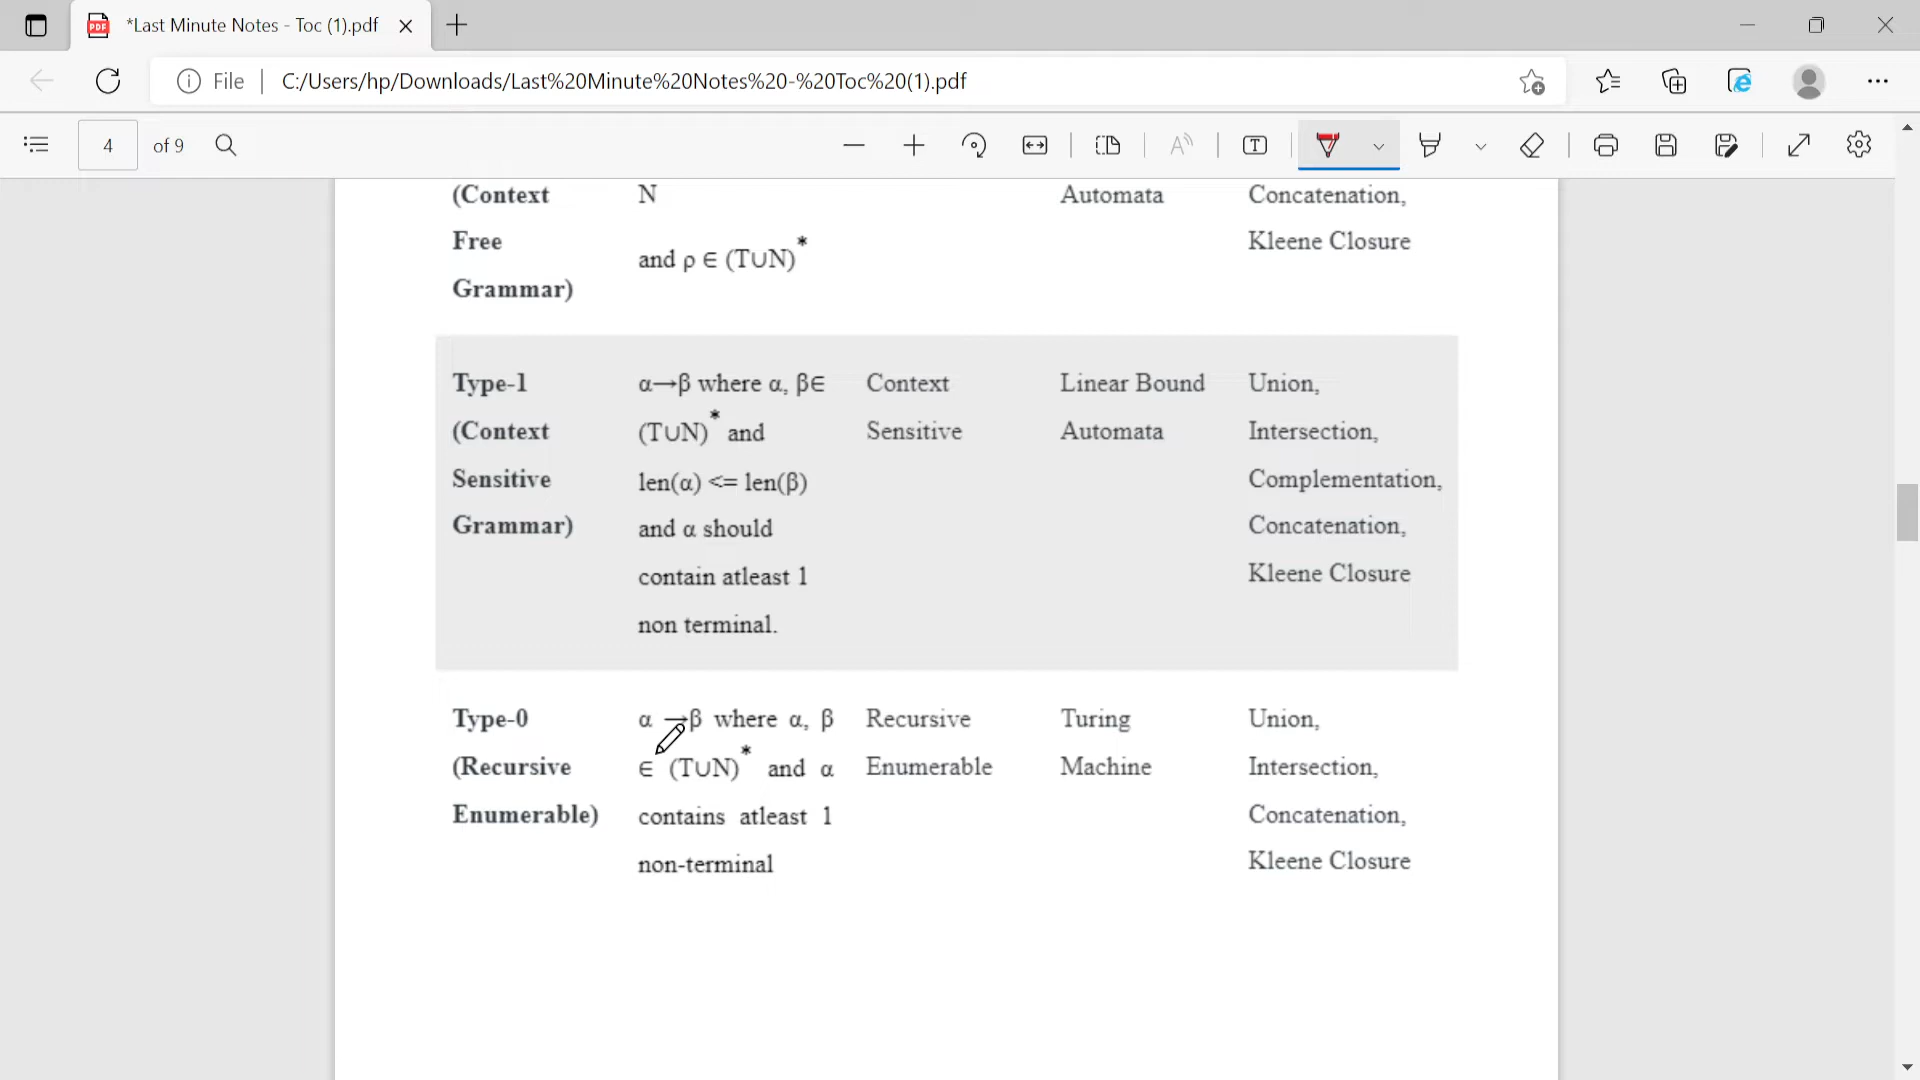 *Last Minute Notes - Toc (1).pdf
File C:/Users/hp/Downloads/Last%20Minute%20Notes%20-%20Toc%20(1).pdf
4 of 9
(Context N Automata Concatenation,
Free and ρ ∈ (T∪N)* Kleene Closure
Grammar)
Type-1 α→β where α, β∈ Context Linear Bound Union,
(Context (T∪N)* and Sensitive Automata Intersection,
Sensitive len(α) <= len(β) Complementation,
Grammar) and α should Concatenation,
contain atleast 1 Kleene Closure
non terminal.
Type-0 α →β where α, β Recursive Turing Union,
(Recursive ∈ (T∪N)* and α Enumerable Machine Intersection,
Enumerable) contains atleast 1 Concatenation,
non-terminal Kleene Closure